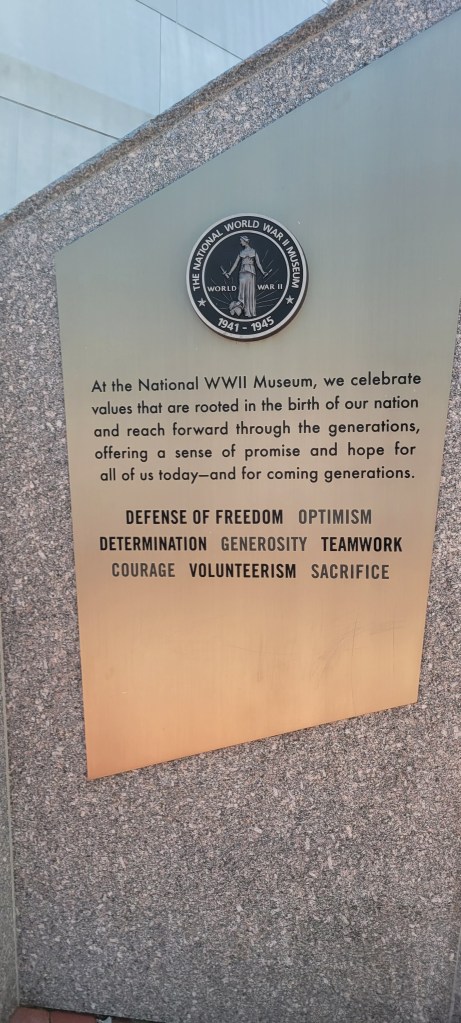 THE NATIONAL WORLD WAR II MUSEUM
WORLD WAR II
1941 - 1945
At the National WWII Museum, we celebrate
values that are rooted in the birth of our nation
and reach forward through the generations,
offering a sense of promise and hope for
all of us today—and for coming generations.
DEFENSE OF FREEDOM OPTIMISM
DETERMINATION GENEROSITY TEAMWORK
COURAGE VOLUNTEERISM SACRIFICE